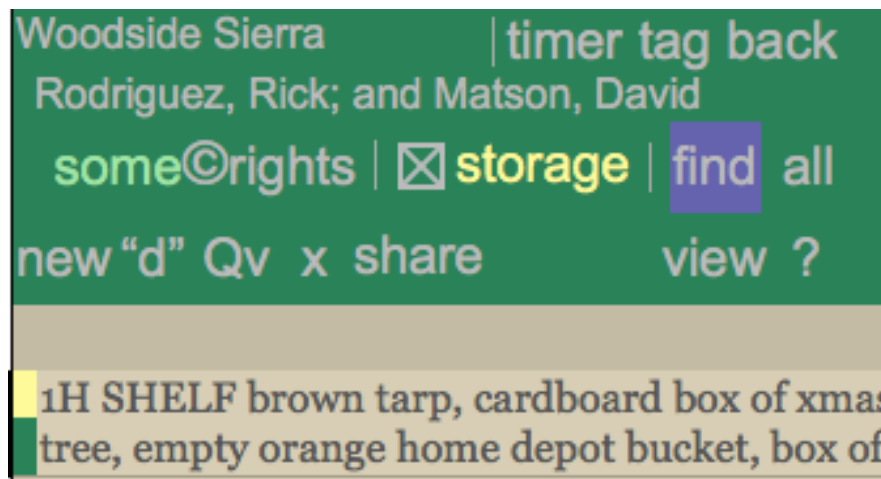 Woodside Sierra | timer tag back
Rodriguez, Rick; and Matson, David
some©rights | ☒ storage | find all
new “d” Qv x share view ?
1H SHELF brown tarp, cardboard box of xmas
tree, empty orange home depot bucket, box of